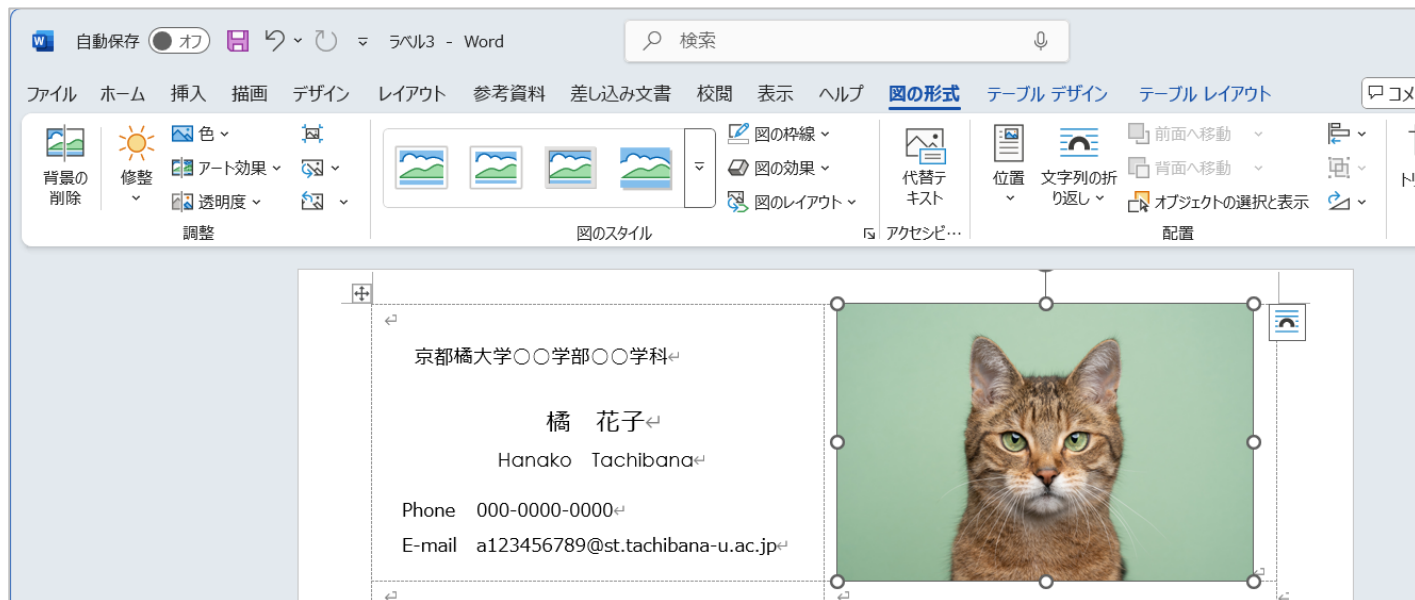 自動保存 オフ ラベル3 - Word 検索
ファイル ホーム 挿入 描画 デザイン レイアウト 参考資料 差し込み文書 校閲 表示 ヘルプ 図の形式 テーブル デザイン テーブル レイアウト コメ
背景の
削除
修整
色
アート効果
透明度
調整
図の枠線
図の効果
図のレイアウト
図のスタイル
代替テ
キスト
アクセシビ…
位置
文字列の折
り返し
前面へ移動
背面へ移動
オブジェクトの選択と表示
配置
京都橘大学○○学部○○学科
橘 花子
Hanako Tachibana
Phone 000-0000-0000
E-mail a123456789@st.tachibana-u.ac.jp